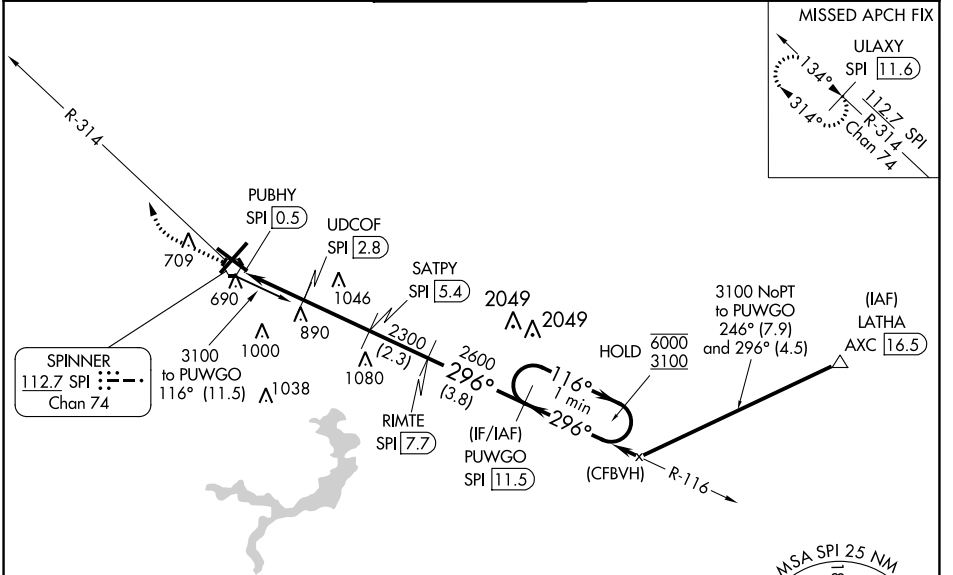 MISSED APCH FIX
ULAXY
SPI 11.6
134°
314°
112.7 SPI
R-314
Chan 74
R-314
PUBHY
SPI 0.5
UDCOF
SPI 2.8
SATPY
SPI 5.4
709
690
1046
890
1000
1080
1038
2049
2049
SPINNER
112.7 SPI
Chan 74
3100
to PUWGO
116° (11.5)
2300
(2.3)
2600
296°
(3.8)
RIMTE
SPI 7.7
(IF/IAF)
PUWGO
SPI 11.5
116°
1 min
296°
HOLD 6000
3100
3100 NoPT
to PUWGO
246° (7.9)
and 296° (4.5)
(IAF)
LATHA
AXC 16.5
(CFBVH)
R-116
MSA SPI 25 NM